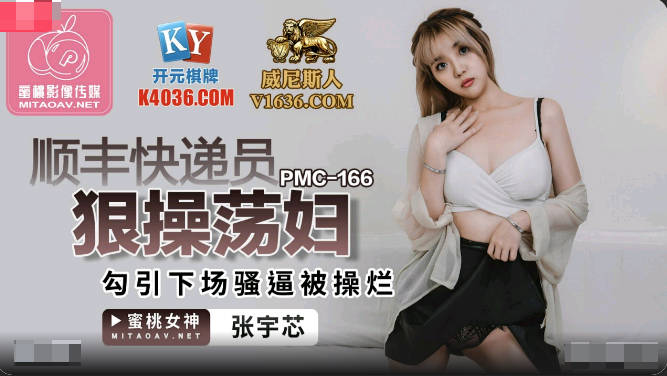 蜜桃影像传媒
MITAOAV.NET
KY
开元棋牌
K4036.COM
威尼斯人
V1636.COM
顺丰快递员
PMC-166
狠操荡妇
勾引下场骚逼被操烂
蜜桃女神
MITAOAV.NET
张宇芯